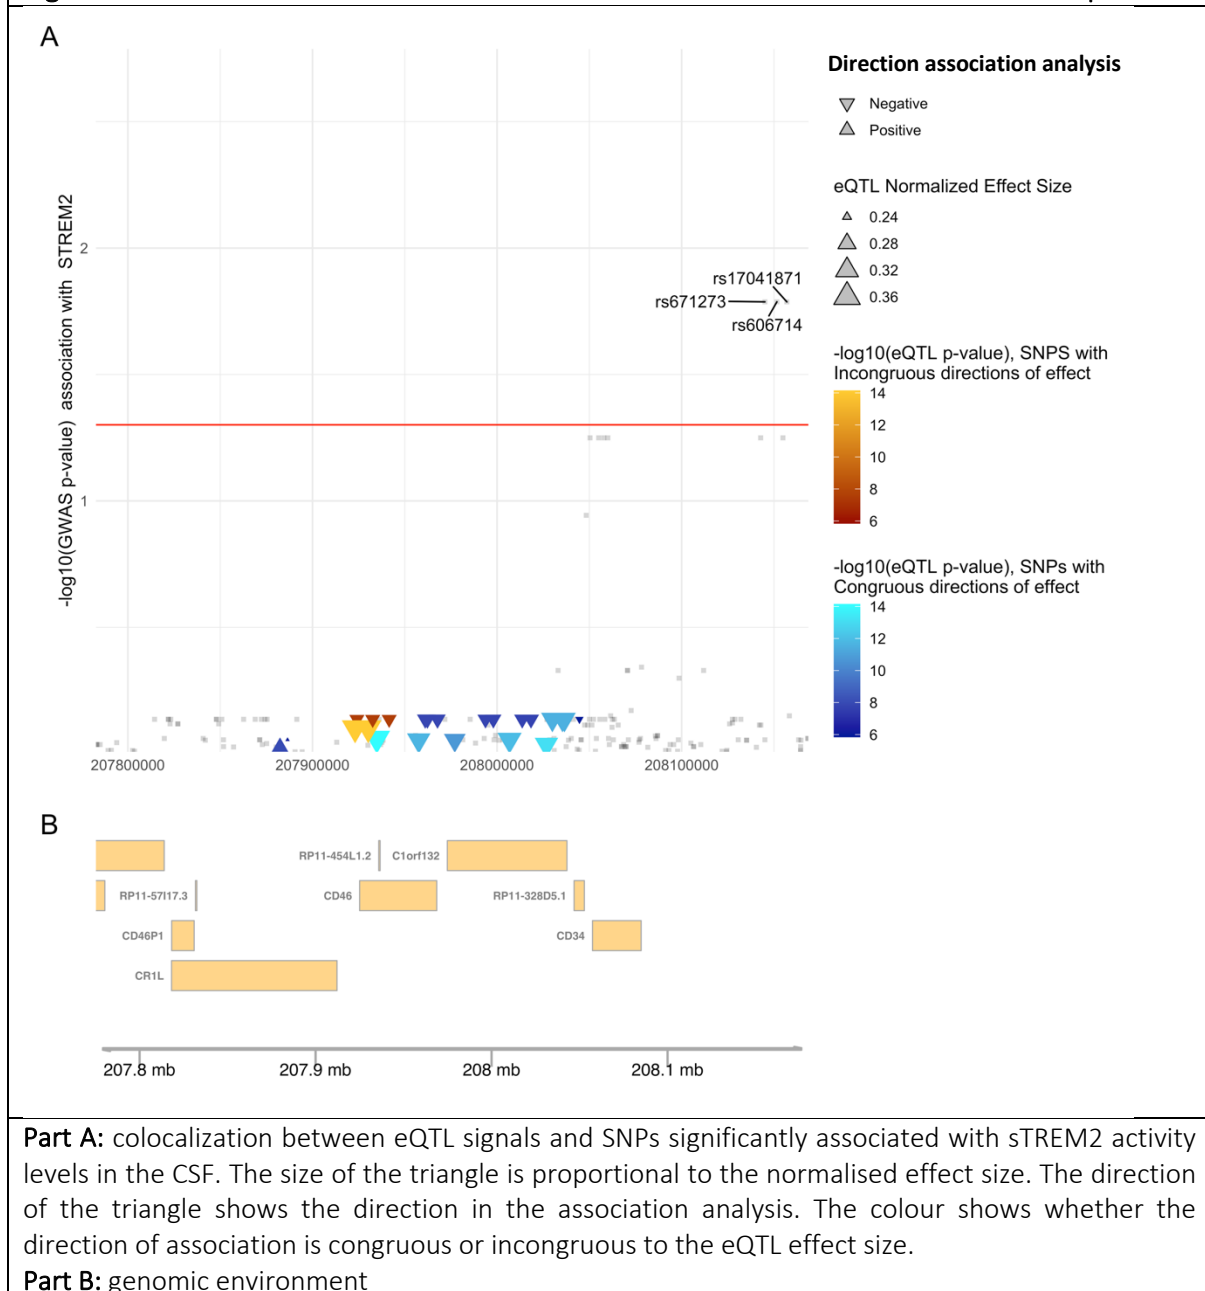 A
Direction association analysis
Negative
Positive
eQTL Normalized Effect Size
0.24
0.28
0.32
0.36
-log10(eQTL p-value), SNPS with
Incongruous directions of effect
14
12
10
8
6
-log10(eQTL p-value), SNPs with
Congruous directions of effect
14
12
10
8
6
-log10(GWAS p-value) association with STREM2
2
1
rs17041871
rs671273
rs606714
207800000 207900000 208000000 208100000
B
RP11-454L1.2 C1orf132
RP11-57I17.3 CD46 RP11-328D5.1
CD46P1 CD34
CR1L
207.8 mb 207.9 mb 208 mb 208.1 mb
Part A: colocalization between eQTL signals and SNPs significantly associated with sTREM2 activity
levels in the CSF. The size of the triangle is proportional to the normalised effect size. The direction
of the triangle shows the direction in the association analysis. The colour shows whether the
direction of association is congruous or incongruous to the eQTL effect size.
Part B: genomic environment